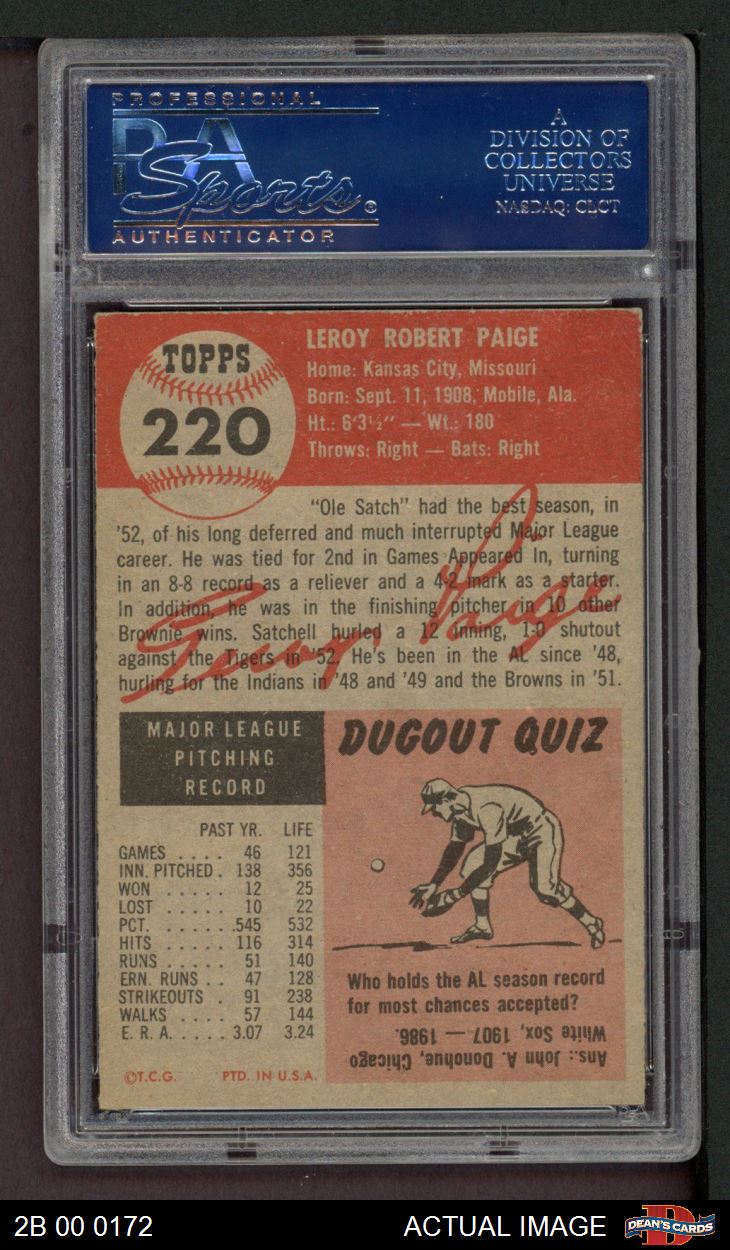 PROFESSIONAL
PSA
Sports®
AUTHENTICATOR
A
DIVISION OF
COLLECTORS
UNIVERSE
NASDAQ: CLCT
TOPPS
220
LEROY ROBERT PAIGE
Home: Kansas City, Missouri
Born: Sept. 11, 1908, Mobile, Ala.
Ht.: 6'3½" — Wt.: 180
Throws: Right — Bats: Right
"Ole Satch" had the best season, in
'52, of his long deferred and much interrupted Major League
career. He was tied for 2nd in Games Appeared In, turning
in an 8-8 record as a reliever and a 4-2 mark as a starter.
In addition, he was in the finishing pitcher in 10 other
Brownie wins. Satchell hurled a 12 inning, 1-0 shutout
against the Tigers in '52. He's been in the AL since '48,
hurling for the Indians in '48 and '49 and the Browns in '51.
MAJOR LEAGUE
PITCHING
RECORD
PAST YR. LIFE
GAMES . . . . 46 121
INN. PITCHED . 138 356
WON . . . . . 12 25
LOST . . . . . 10 22
PCT. . . . . . .545 532
HITS . . . . . 116 314
RUNS . . . . . 51 140
ERN. RUNS . . 47 128
STRIKEOUTS . 91 238
WALKS . . . . 57 144
E. R. A. . . . . 3.07 3.24
©T.C.G. PTD. IN U.S.A.
DUGOUT QUIZ
Who holds the AL season record
for most chances accepted?
Ans.: John A. Donohue, Chicago
White Sox, 1907 — 1986.
2B 00 0172
ACTUAL IMAGE
DEAN'S CARDS